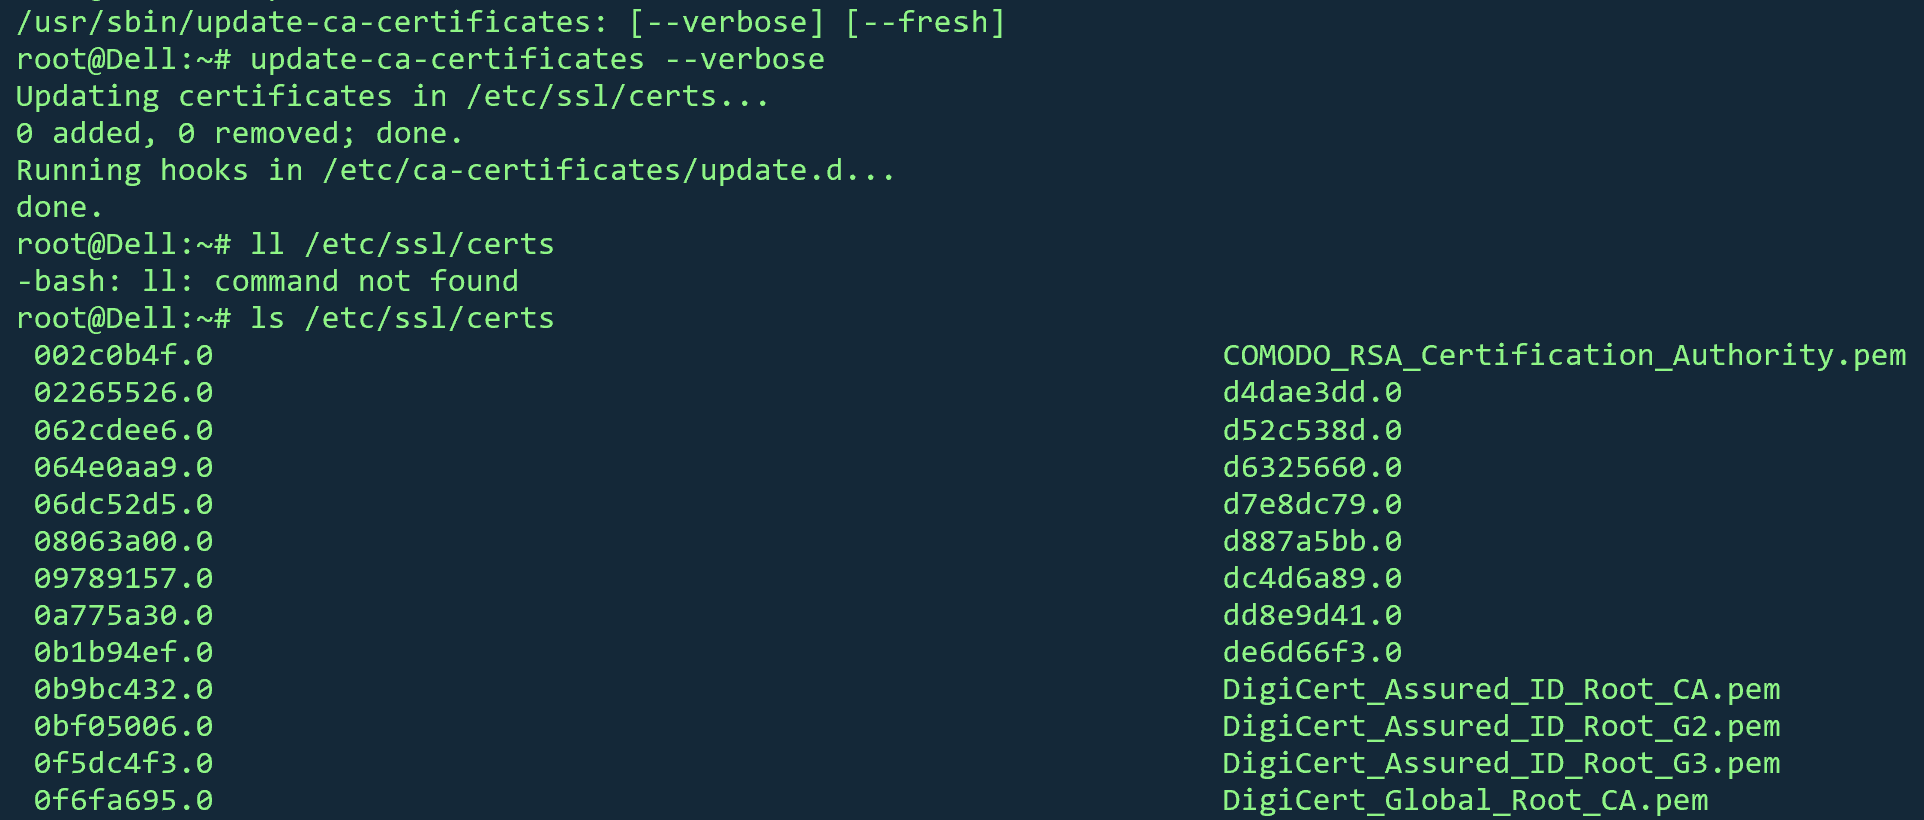 /usr/sbin/update-ca-certificates: [--verbose] [--fresh]
root@Dell:~# update-ca-certificates --verbose
Updating certificates in /etc/ssl/certs...
0 added, 0 removed; done.
Running hooks in /etc/ca-certificates/update.d...
done.
root@Dell:~# ll /etc/ssl/certs
-bash: ll: command not found
root@Dell:~# ls /etc/ssl/certs
002c0b4f.0 COMODO_RSA_Certification_Authority.pem
02265526.0 d4dae3dd.0
062cdee6.0 d52c538d.0
064e0aa9.0 d6325660.0
06dc52d5.0 d7e8dc79.0
08063a00.0 d887a5bb.0
09789157.0 dc4d6a89.0
0a775a30.0 dd8e9d41.0
0b1b94ef.0 de6d66f3.0
0b9bc432.0 DigiCert_Assured_ID_Root_CA.pem
0bf05006.0 DigiCert_Assured_ID_Root_G2.pem
0f5dc4f3.0 DigiCert_Assured_ID_Root_G3.pem
0f6fa695.0 DigiCert_Global_Root_CA.pem